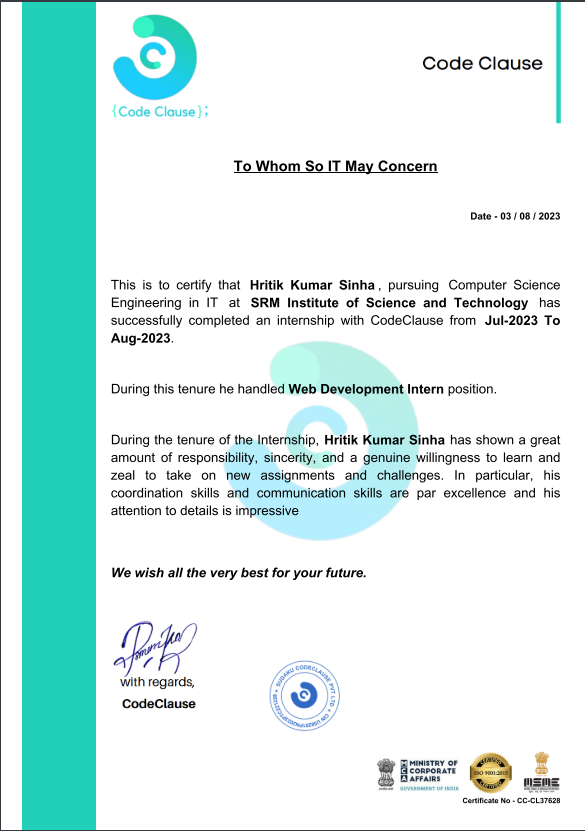 {Code Clause};
Code Clause
To Whom So IT May Concern
Date - 03 / 08 / 2023
This is to certify that Hritik Kumar Sinha , pursuing Computer Science
Engineering in IT at SRM Institute of Science and Technology has
successfully completed an internship with CodeClause from Jul-2023 To
Aug-2023.
During this tenure he handled Web Development Intern position.
During the tenure of the Internship, Hritik Kumar Sinha has shown a great
amount of responsibility, sincerity, and a genuine willingness to learn and
zeal to take on new assignments and challenges. In particular, his
coordination skills and communication skills are par excellence and his
attention to details is impressive
We wish all the very best for your future.
with regards,
CodeClause
SUDAKU CODECLAUSE PVT LTD
MCA
MINISTRY OF
CORPORATE
AFFAIRS
GOVERNMENT OF INDIA
ISO 9001:2015
CERTIFIED
MSME
Certificate No - CC-CL37628